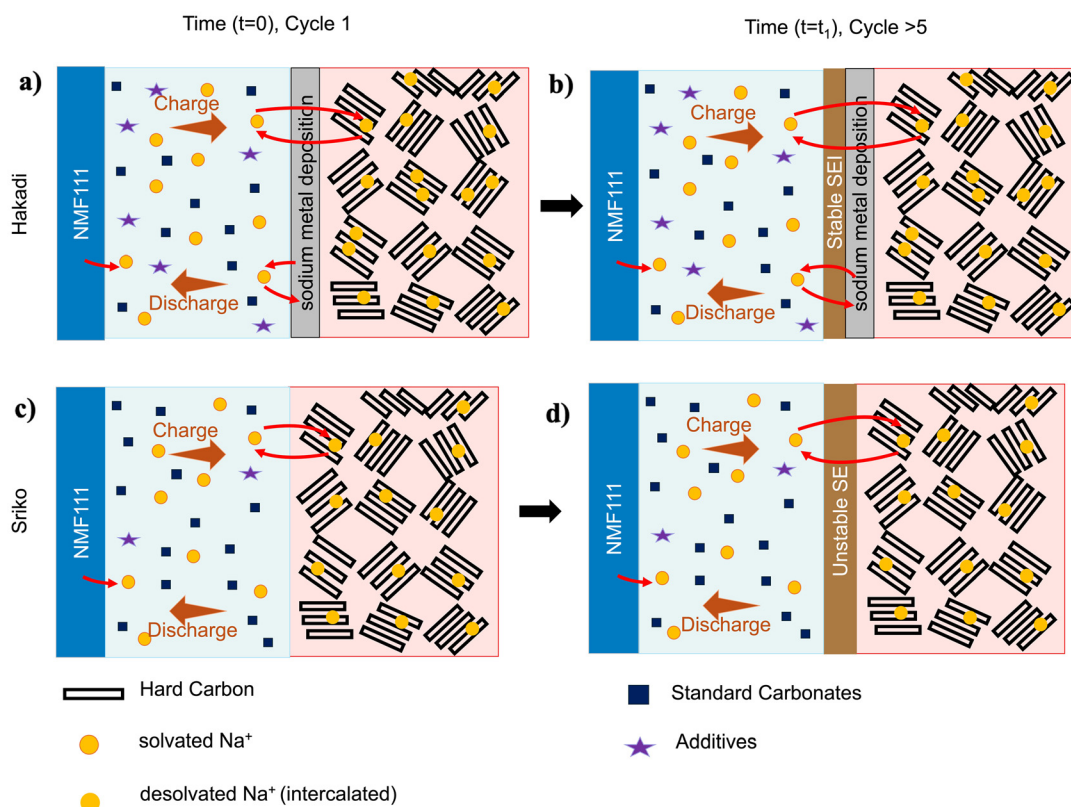 Time (t=0), Cycle 1
Time (t=t₁), Cycle >5
a)
Hakadi
NMF111
Charge
Discharge
sodium metal deposition
b)
NMF111
Charge
Discharge
Stable SEI
sodium metal deposition
c)
Sriko
NMF111
Charge
Discharge
d)
NMF111
Charge
Discharge
Unstable SE
Hard Carbon
Standard Carbonates
solvated Na⁺
Additives
desolvated Na⁺ (intercalated)